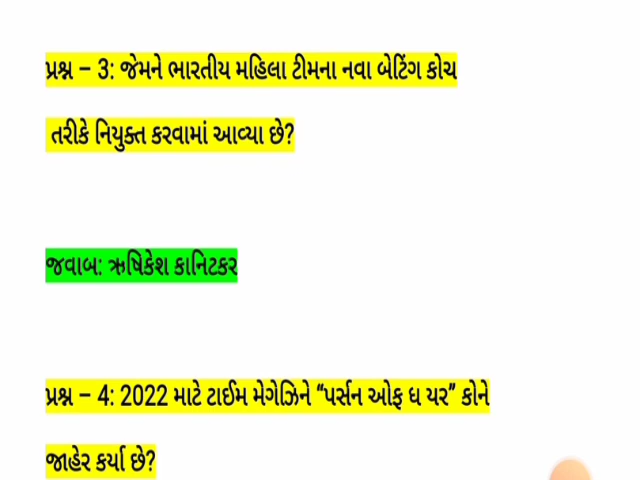 પ્રશ્ન – 3: જેમને ભારતીય મહિલા ટીમના નવા બેટિંગ કોચ
તરીકે નિયુક્ત કરવામાં આવ્યા છે?
જવાબ: ઋષિકેશ કાનિટકર
પ્રશ્ન – 4: 2022 માટે ટાઈમ મેગેઝિને “પર્સન ઓફ ધ યર” કોને
જાહેર કર્યા છે?